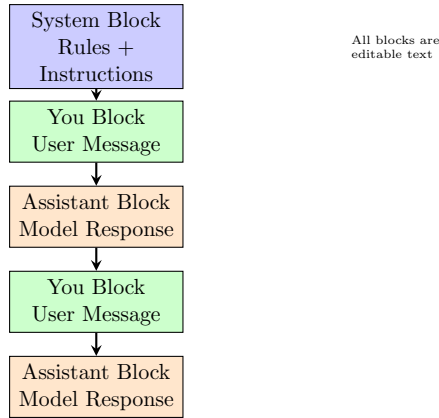 System Block
Rules +
Instructions
All blocks are
editable text
You Block
User Message
Assistant Block
Model Response
You Block
User Message
Assistant Block
Model Response